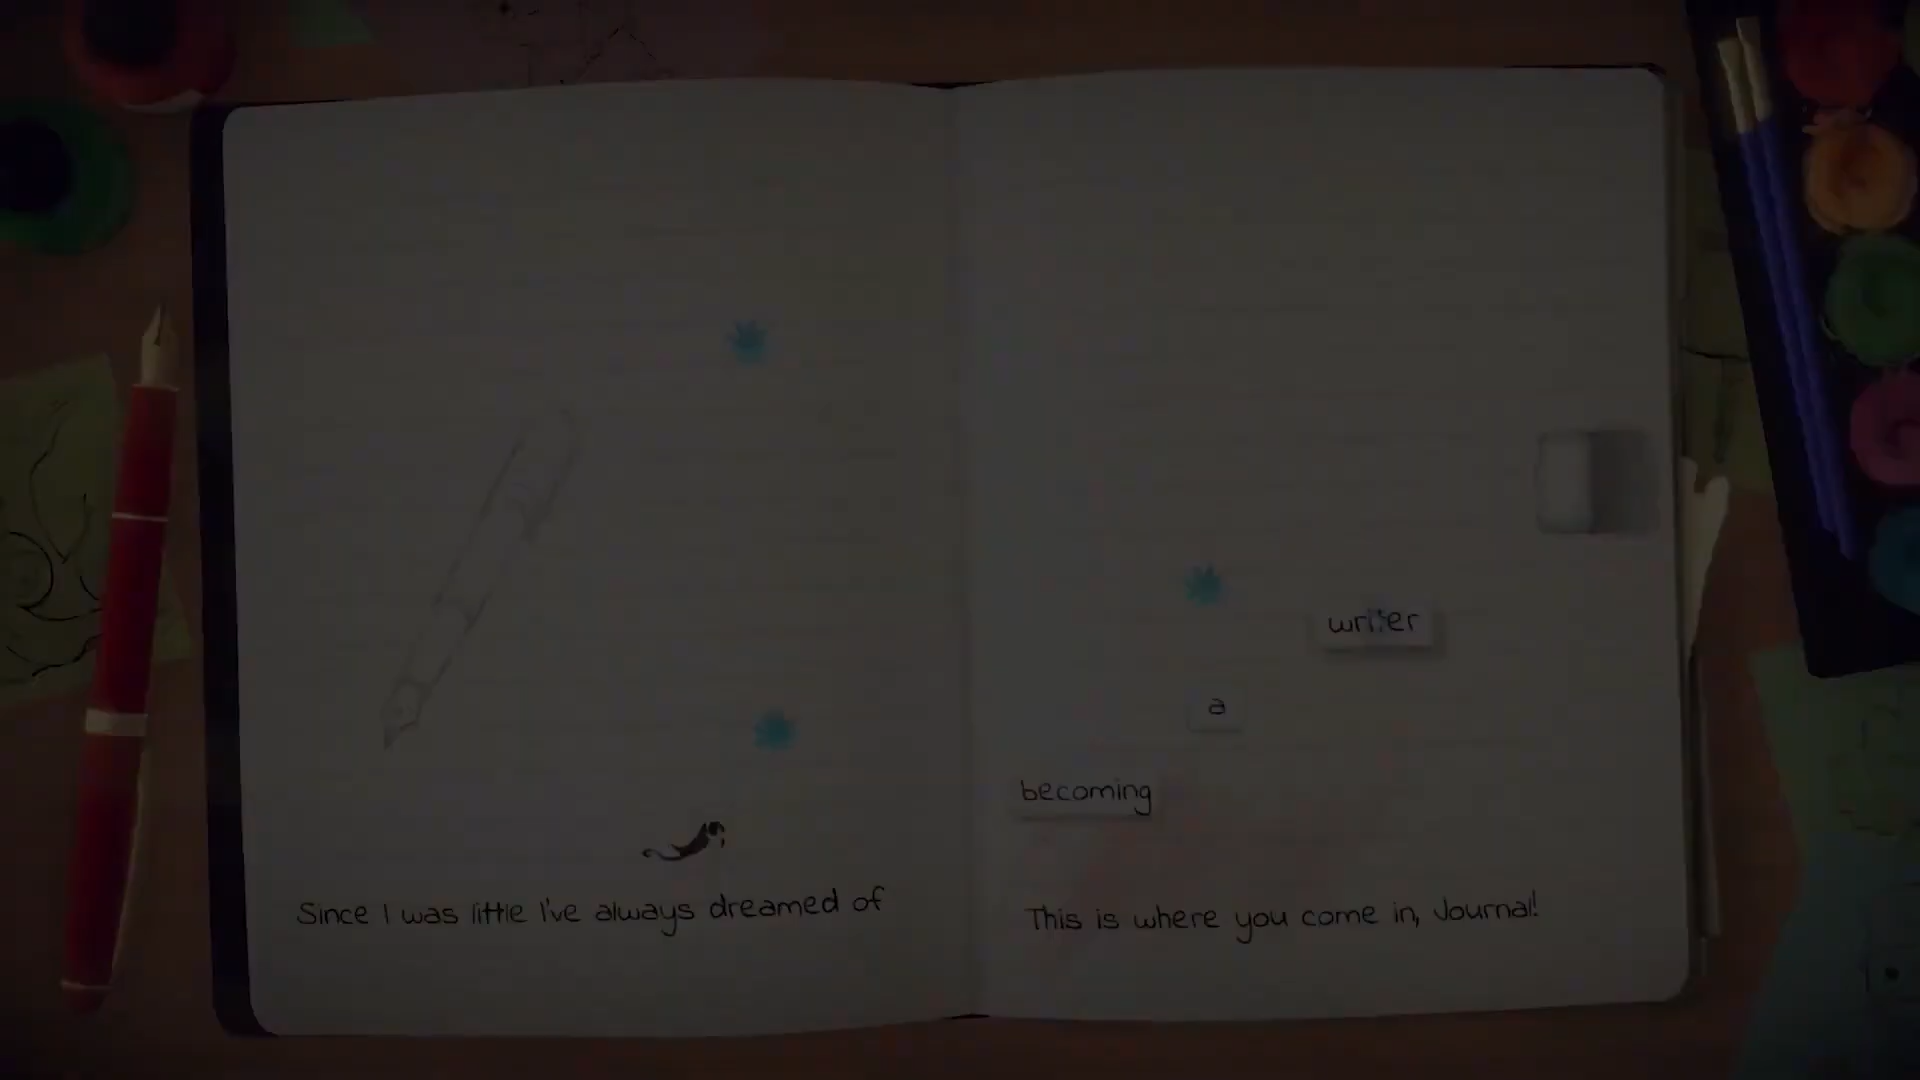 writer
a
becoming
Since I was little I've always dreamed of
This is where you come in, Journal!